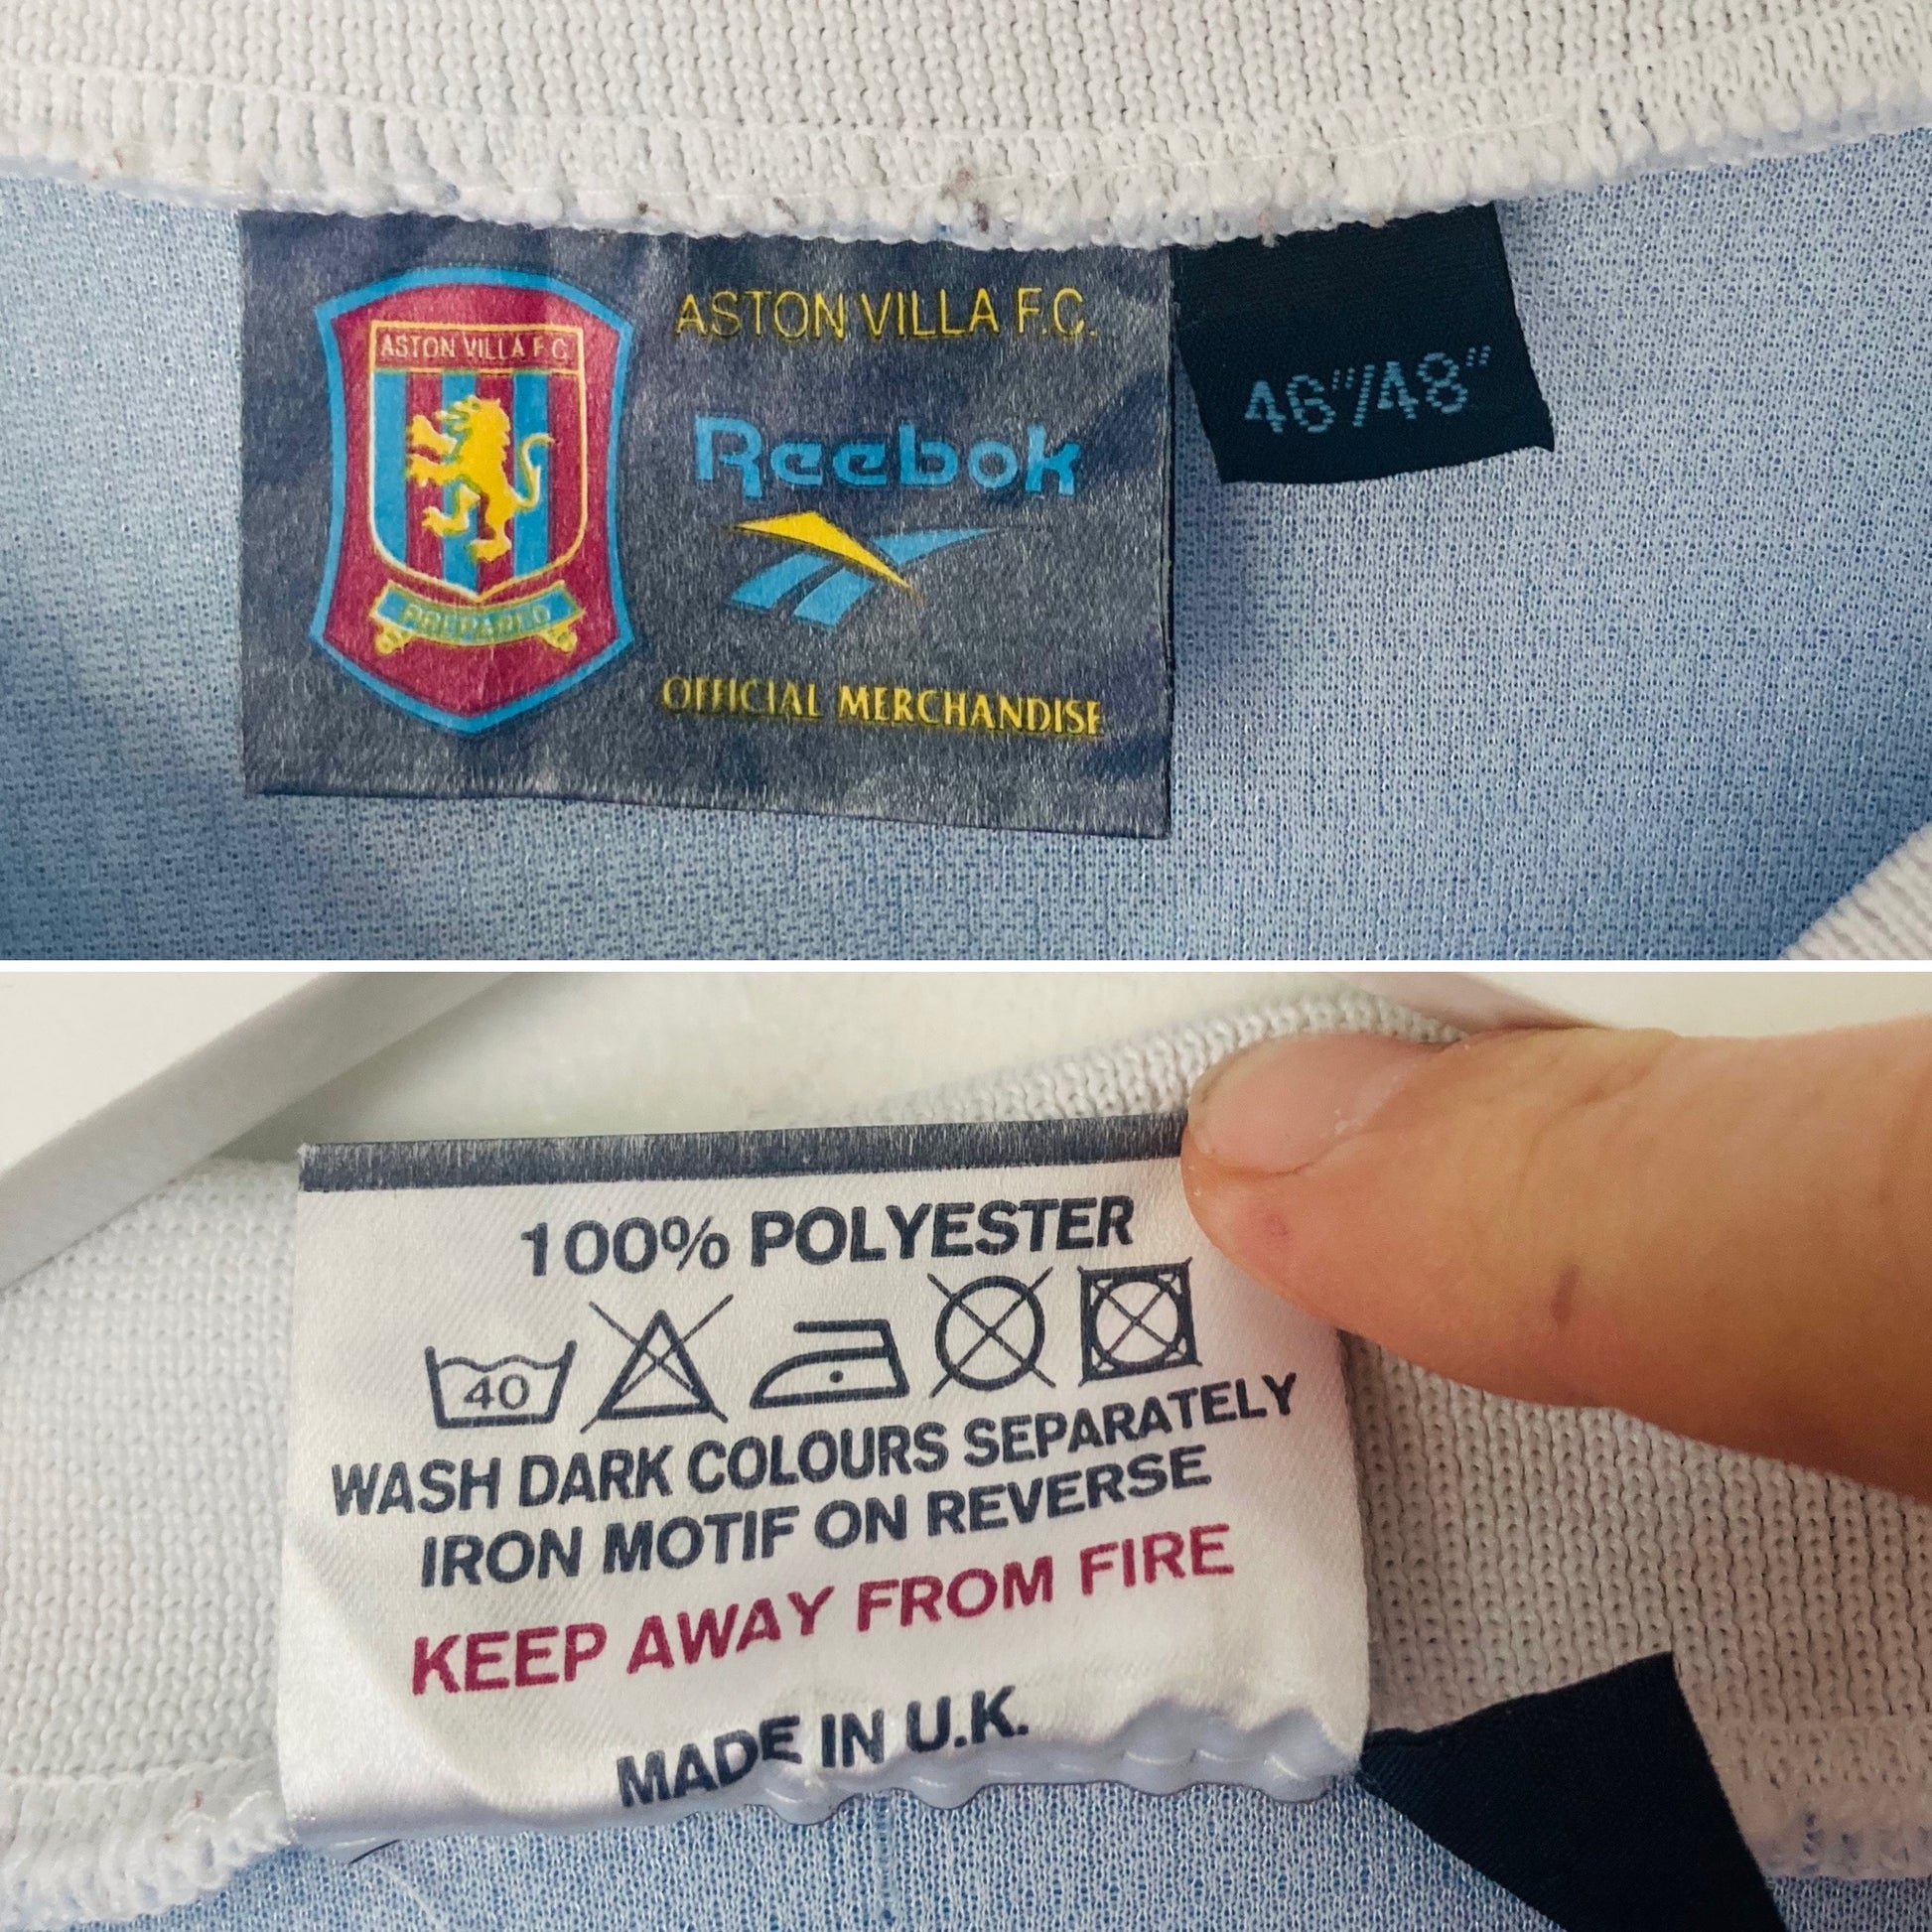 ASTON VILLA F C
PREPARED
ASTON VILLA F.C.
Reebok
OFFICIAL MERCHANDISE
46"/48"
100% POLYESTER
40
WASH DARK COLOURS SEPARATELY
IRON MOTIF ON REVERSE
KEEP AWAY FROM FIRE
MADE IN U.K.